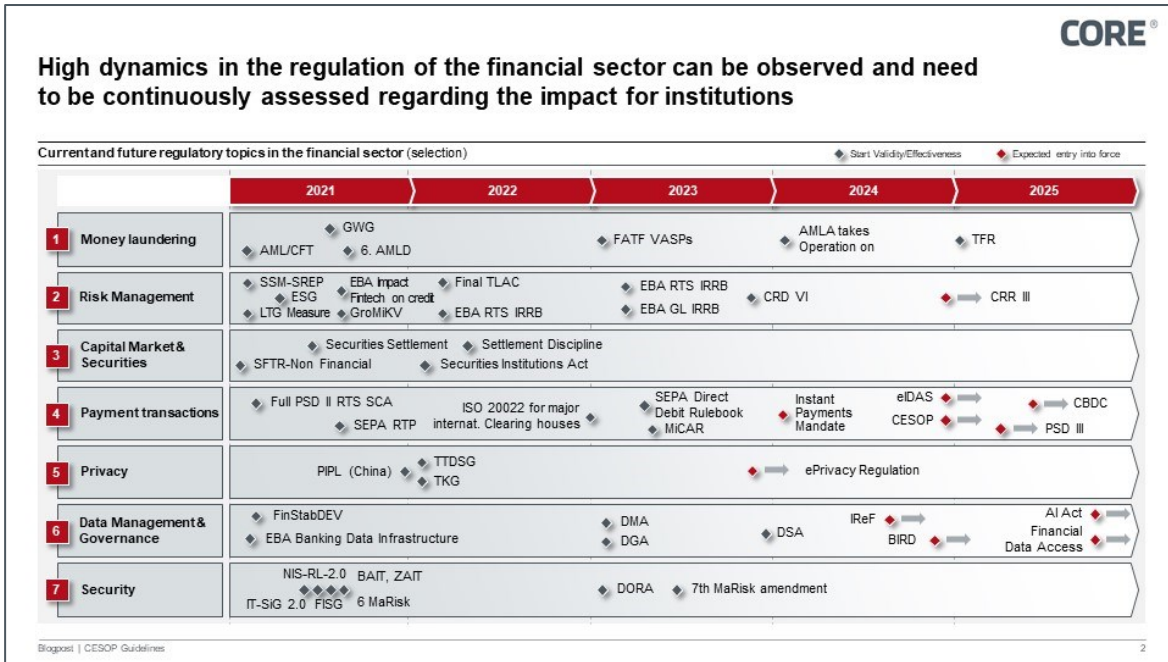 CORE®
High dynamics in the regulation of the financial sector can be observed and need
to be continuously assessed regarding the impact for institutions
Current and future regulatory topics in the financial sector (selection)
Start Validity/Effectiveness
Expected entry into force
2021
2022
2023
2024
2025
1
Money laundering
GWG
AML/CFT
6. AMLD
FATF VASPs
AMLA takes
Operation on
TFR
2
Risk Management
SSM-SREP
ESG
LTG Measure
EBA Impact
Fintech on credit
GroMiKV
Final TLAC
EBA RTS IRRB
EBA RTS IRRB
EBA GL IRRB
CRD VI
CRR III
3
Capital Market &
Securities
Securities Settlement
Settlement Discipline
SFTR-Non Financial
Securities Institutions Act
4
Payment transactions
Full PSD II RTS SCA
SEPA RTP
ISO 20022 for major
internat. Clearing houses
SEPA Direct
Debit Rulebook
MiCAR
Instant
Payments
Mandate
eIDAS
CESOP
CBDC
PSD III
5
Privacy
PIPL (China)
TTDSG
TKG
ePrivacy Regulation
6
Data Management &
Governance
FinStabDEV
EBA Banking Data Infrastructure
DMA
DGA
DSA
IReF
BIRD
AI Act
Financial
Data Access
7
Security
NIS-RL-2.0
BAIT, ZAIT
IT-SiG 2.0 FISG
6 MaRisk
DORA
7th MaRisk amendment
Blogpost | CESOP Guidelines
2